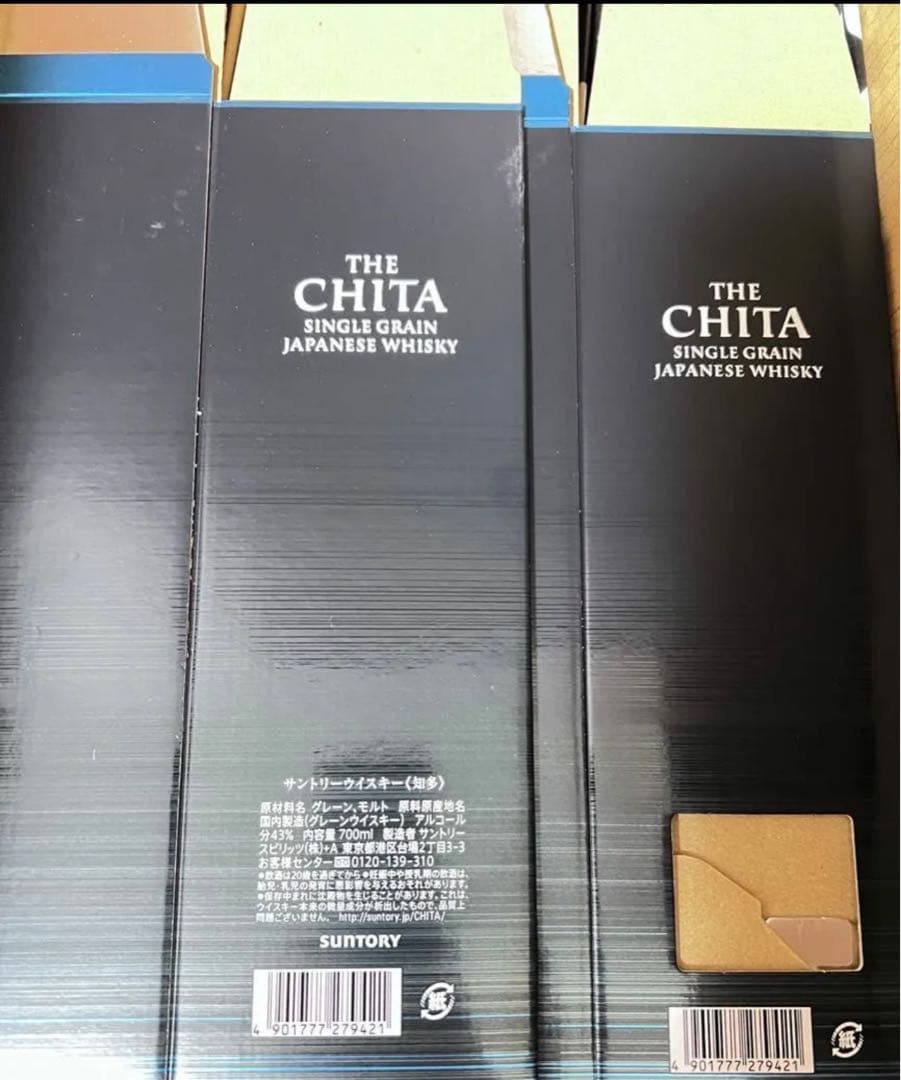 THE
CHITA
SINGLE GRAIN
JAPANESE WHISKY
サントリーウイスキー《知多》
原材料名 グレーン、モルト 原料原産地名
国内製造(グレーンウイスキー) アルコール
分43% 内容量 700ml 製造者 サントリー
スピリッツ(株)+A 東京都港区台場2丁目3-3
お客様センター 0120-139-310
●飲酒は20歳を過ぎてから●妊娠中や授乳期の飲酒は、
胎児・乳児の発育に悪影響を与えるおそれがあります。
●保存中まれに沈殿物を生じることがあります。これは、
ウイスキー本来の微量成分が析出したもので、品質上
問題ございません。 http://suntory.jp/CHITA/
SUNTORY
4 901777 279421
紙
THE
CHITA
SINGLE GRAIN
JAPANESE WHISKY
4 901777 279421
紙